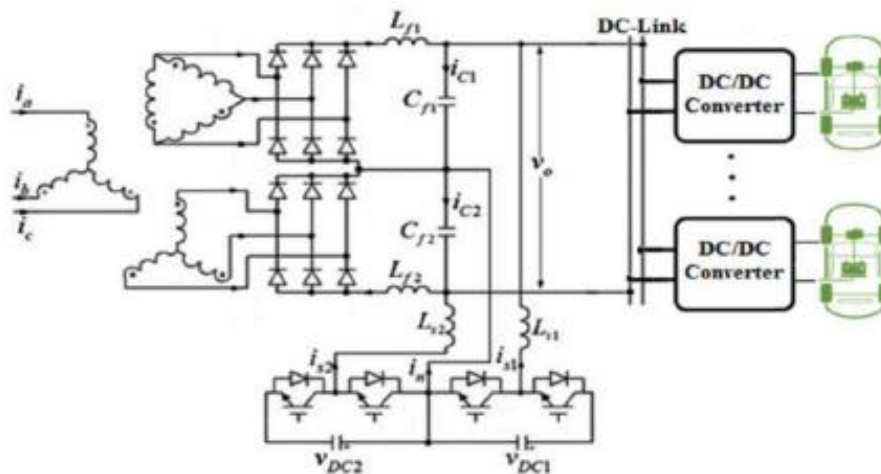 L_f1
DC-Link
i_C1
C_f1
DC/DC
Converter
i_a
v_o
i_b
i_c
i_C2
C_f2
DC/DC
Converter
L_f2
L_s2
L_s1
i_s2
i_n
i_s1
v_DC2
v_DC1